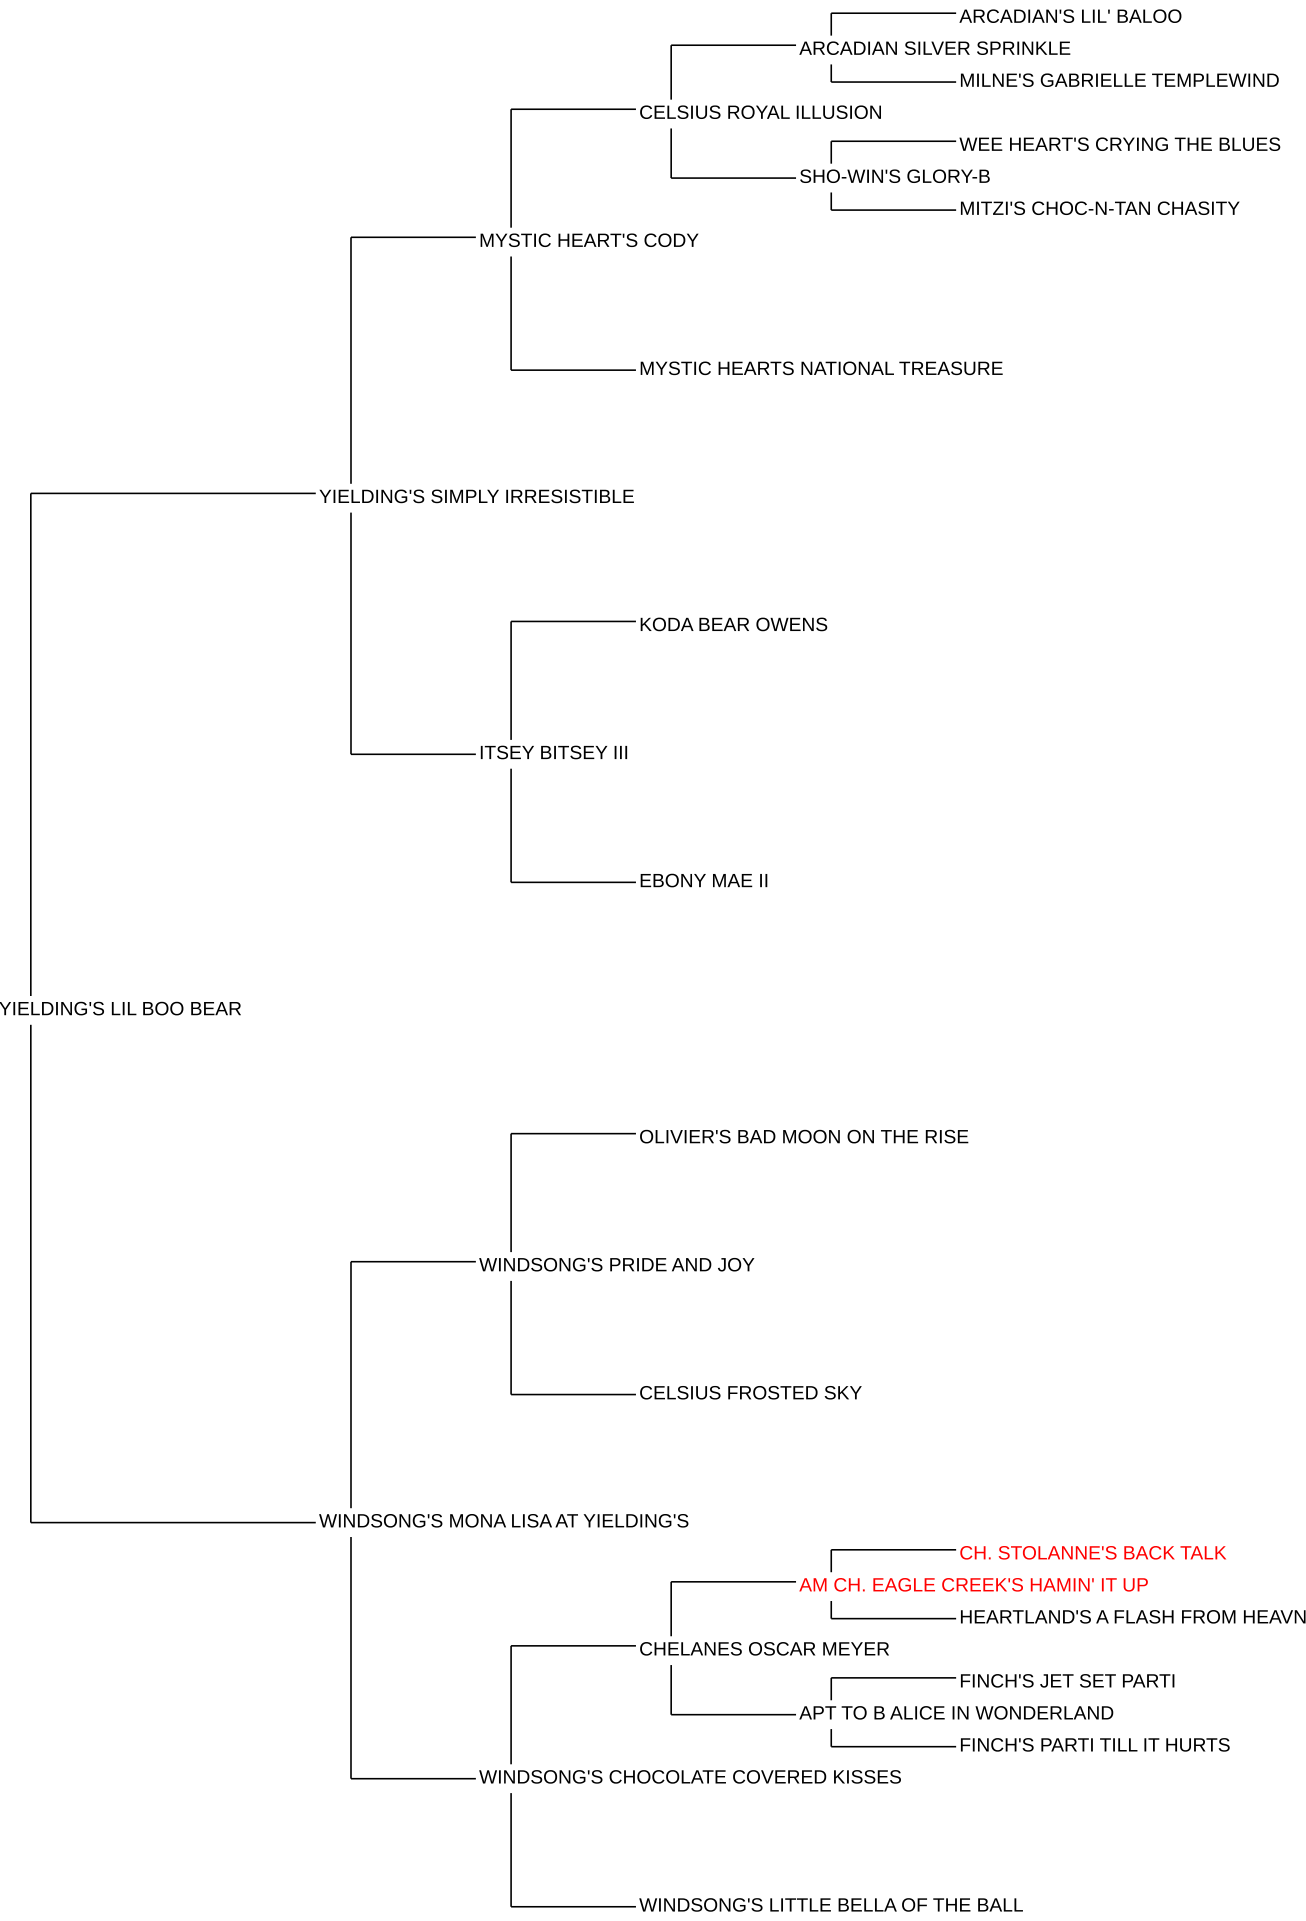 ARCADIAN'S LIL' BALOO
ARCADIAN SILVER SPRINKLE
MILNE'S GABRIELLE TEMPLEWIND
CELSIUS ROYAL ILLUSION
WEE HEART'S CRYING THE BLUES
SHO-WIN'S GLORY-B
MITZI'S CHOC-N-TAN CHASITY
MYSTIC HEART'S CODY
MYSTIC HEARTS NATIONAL TREASURE
YIELDING'S SIMPLY IRRESISTIBLE
KODA BEAR OWENS
ITSEY BITSEY III
EBONY MAE II
YIELDING'S LIL BOO BEAR
OLIVIER'S BAD MOON ON THE RISE
WINDSONG'S PRIDE AND JOY
CELSIUS FROSTED SKY
WINDSONG'S MONA LISA AT YIELDING'S
CH. STOLANNE'S BACK TALK
AM CH. EAGLE CREEK'S HAMIN' IT UP
HEARTLAND'S A FLASH FROM HEAVN
CHELANES OSCAR MEYER
FINCH'S JET SET PARTI
APT TO B ALICE IN WONDERLAND
FINCH'S PARTI TILL IT HURTS
WINDSONG'S CHOCOLATE COVERED KISSES
WINDSONG'S LITTLE BELLA OF THE BALL